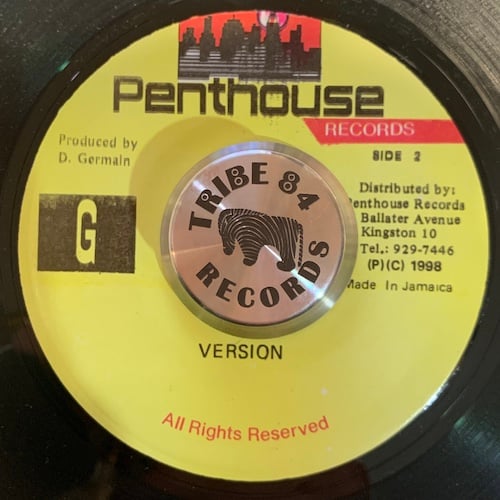 Penthouse
RECORDS
Produced by
D. Germain
SIDE 2
G
TRIBE 84
RECORDS
Distributed by:
enthouse Records
Ballater Avenue
Kingston 10
Tel,: 929-7446
(P)(C) 1998
Made In Jamaica
VERSION
All Rights Reserved